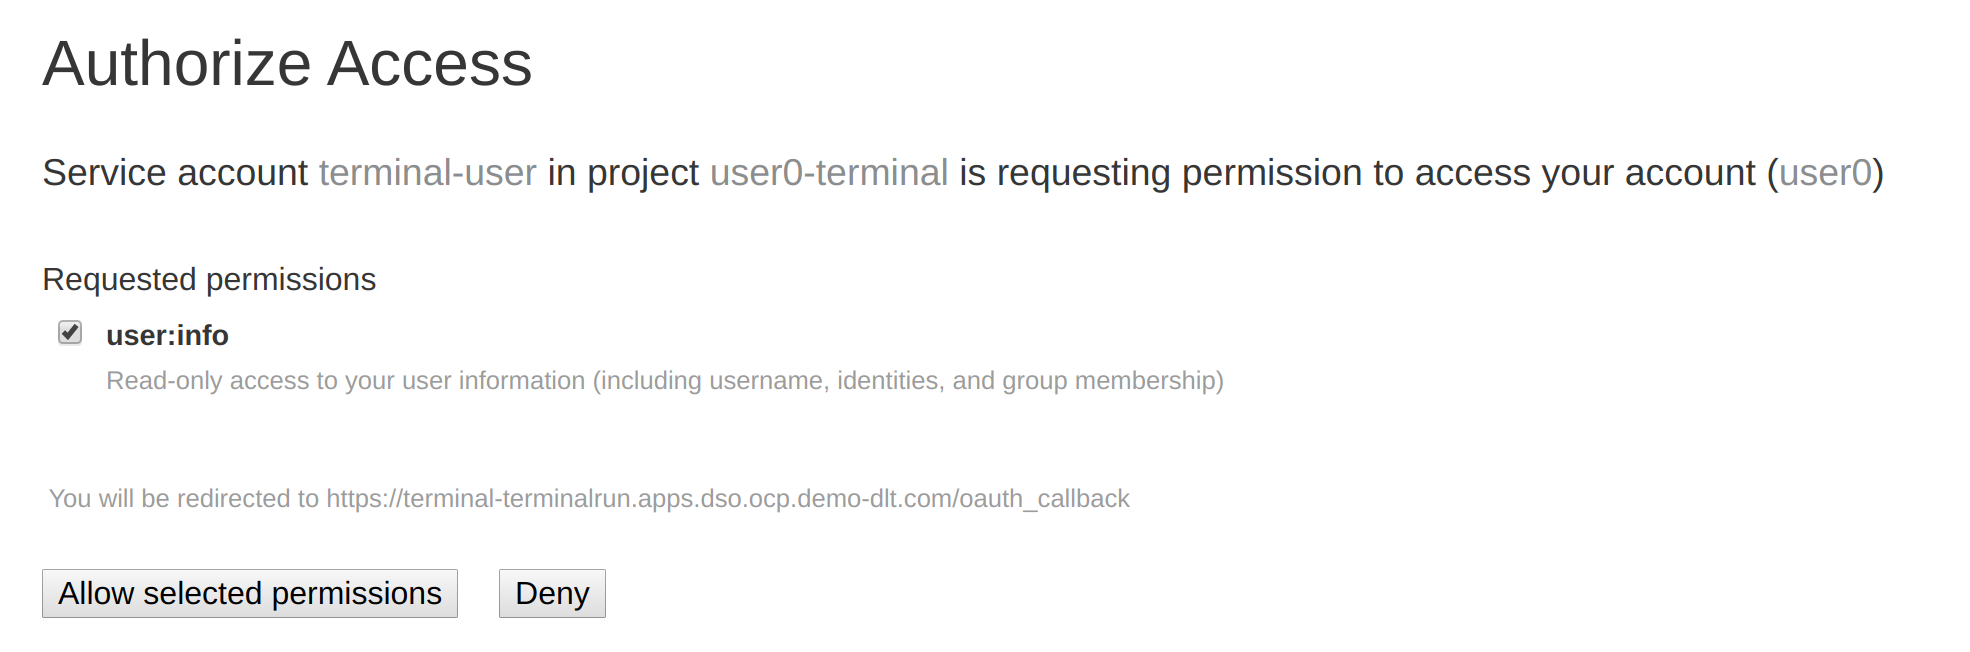 Authorize Access
Service account terminal-user in project user0-terminal is requesting permission to access your account (user0)
Requested permissions
user:info
Read-only access to your user information (including username, identities, and group membership)
You will be redirected to https://terminal-terminalrun.apps.dso.ocp.demo-dlt.com/oauth_callback
Allow selected permissions Deny